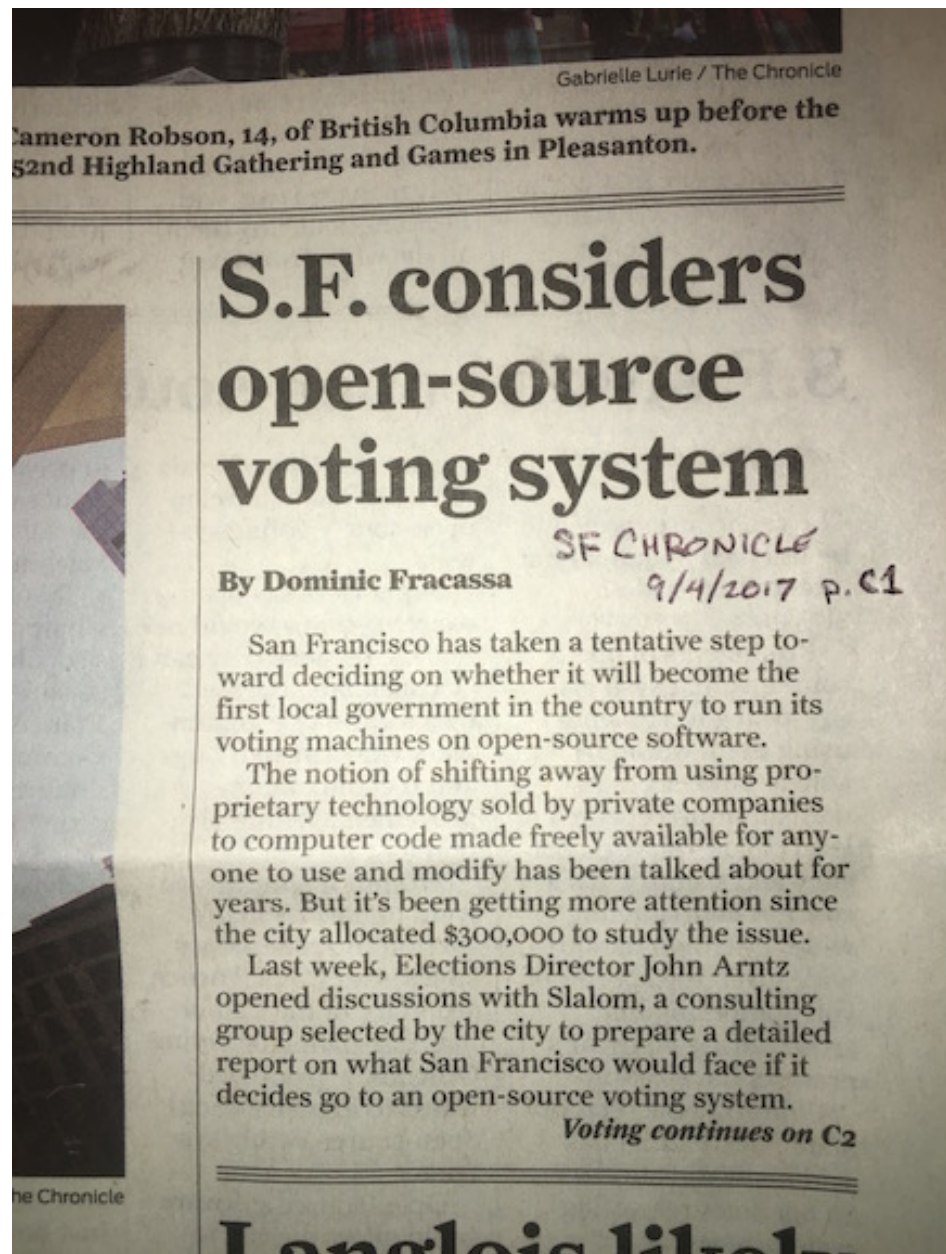 Gabrielle Lurie / The Chronicle
Cameron Robson, 14, of British Columbia warms up before the
52nd Highland Gathering and Games in Pleasanton.
S.F. considers
open-source
voting system
SF CHRONICLE
9/4/2017 p. C1
By Dominic Fracassa
San Francisco has taken a tentative step to-
ward deciding on whether it will become the
first local government in the country to run its
voting machines on open-source software.
The notion of shifting away from using pro-
prietary technology sold by private companies
to computer code made freely available for any-
one to use and modify has been talked about for
years. But it's been getting more attention since
the city allocated $300,000 to study the issue.
Last week, Elections Director John Arntz
opened discussions with Slalom, a consulting
group selected by the city to prepare a detailed
report on what San Francisco would face if it
decides go to an open-source voting system.
Voting continues on C2
he Chronicle
Langlois likely